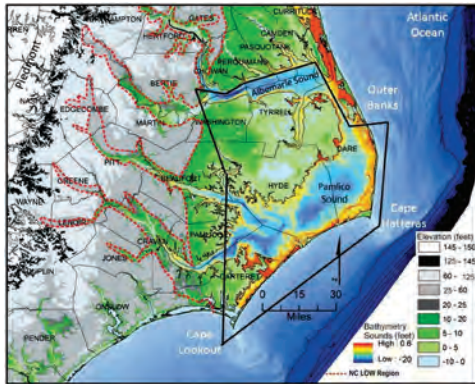 CURRITUCK
Atlantic
Ocean
GATES
HERTFORD
CAMDEN
PASQUOTANK
PERQUIMANS
CHOWAN
Piedmont
BERTIE
Albemarle Sound
NASH
EDGECOMBE
MARTIN
WASHINGTON
TYRRELL
Outer
Banks
PITT
DARE
BEAUFORT
GREENE
HYDE
Pamlico
Sound
WAYNE
LENOIR
CRAVEN
PAMLICO
Cape
Hatteras
JONES
DUPLIN
CARTERET
ONSLOW
0 15 30
Miles
PENDER
Cape
Lookout
Elevation (feet)
145 - 150
125 - 145
60 - 125
25 - 60
20 - 25
10 - 20
5 - 10
0 - 5
-10 - 0
Bathymetry
Sounds (feet)
High : 0.6
Low : -20
NC LOW Region